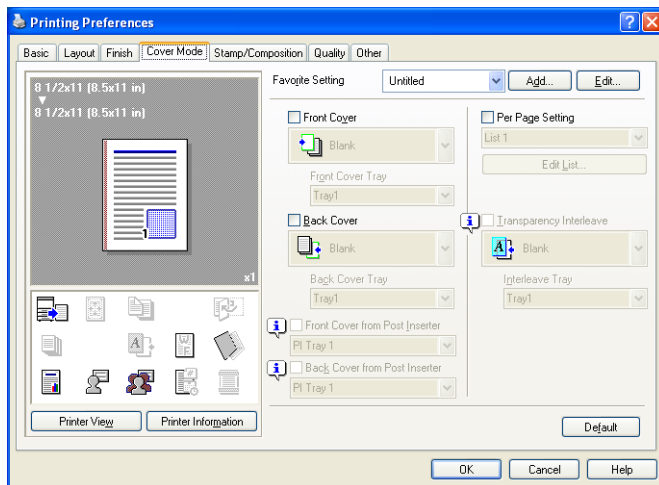 Printing Preferences
Basic Layout Finish Cover Mode Stamp/Composition Quality Other
8 1/2x11 (8.5x11 in)
8 1/2x11 (8.5x11 in)
1
x1
Printer View Printer Information
Favorite Setting Untitled Add... Edit...
Front Cover
Blank
Front Cover Tray
Tray1
Back Cover
Blank
Back Cover Tray
Tray1
Front Cover from Post Inserter
PI Tray 1
Back Cover from Post Inserter
PI Tray 1
Per Page Setting
List 1
Edit List...
Transparency Interleave
A Blank
Interleave Tray
Tray1
Default
OK Cancel Help